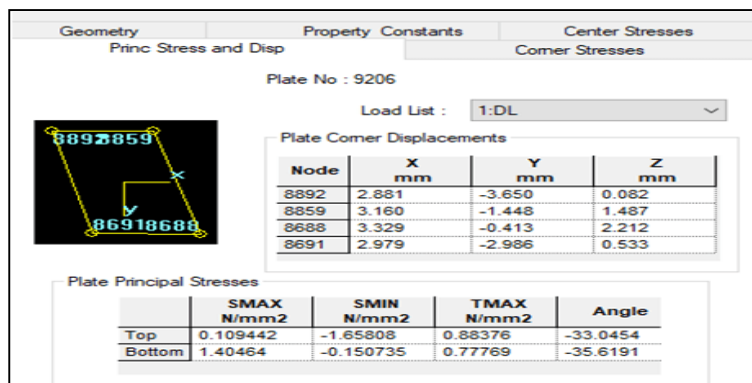 Geometry Property Constants Center Stresses
Princ Stress and Disp Corner Stresses
Plate No : 9206
Load List : 1:DL
Plate Corner Displacements
Node X mm Y mm Z mm
8892 2.881 -3.650 0.082
8859 3.160 -1.448 1.487
8688 3.329 -0.413 2.212
8691 2.979 -2.986 0.533
8892 8859
x
y
8691 8688
Plate Principal Stresses
SMAX N/mm2 SMIN N/mm2 TMAX N/mm2 Angle
Top 0.109442 -1.65808 0.88376 -33.0454
Bottom 1.40464 -0.150735 0.77769 -35.6191